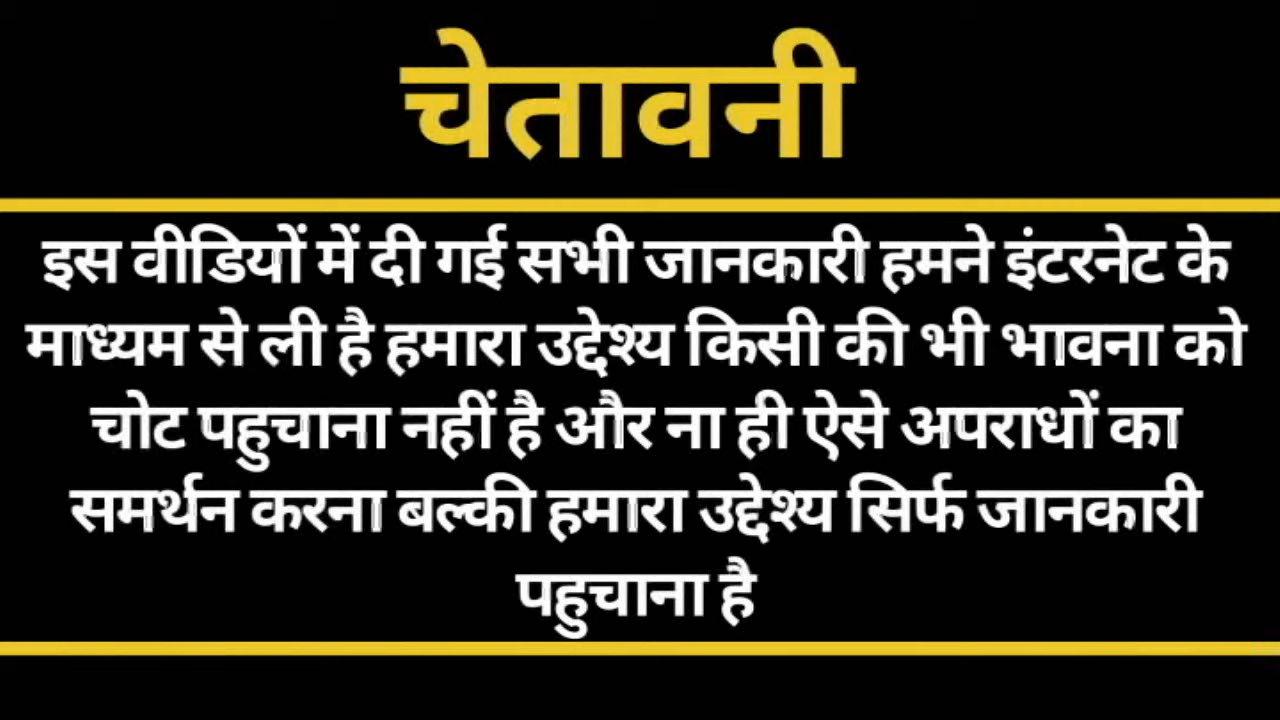 चेतावनी
इस वीडियों में दी गई सभी जानकारी हमने इंटरनेट के
माध्यम से ली है हमारा उद्देश्य किसी की भी भावना को
चोट पहुचाना नहीं है और ना ही ऐसे अपराधों का
समर्थन करना बल्की हमारा उद्देश्य सिर्फ जानकारी
पहुचाना है